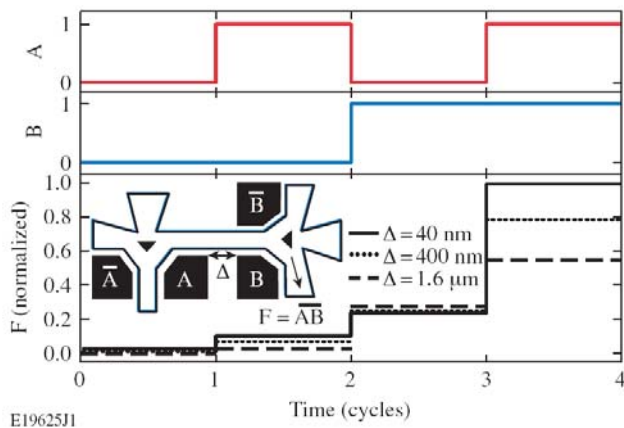 1
A
0
1
B
0
1.0
0.8
0.6
0.4
0.2
0.0
F (normalized)
B̅
A̅
A
Δ
B
F = A̅B̅
Δ = 40 nm
Δ = 400 nm
Δ = 1.6 μm
0 1 2 3 4
Time (cycles)
E19625J1